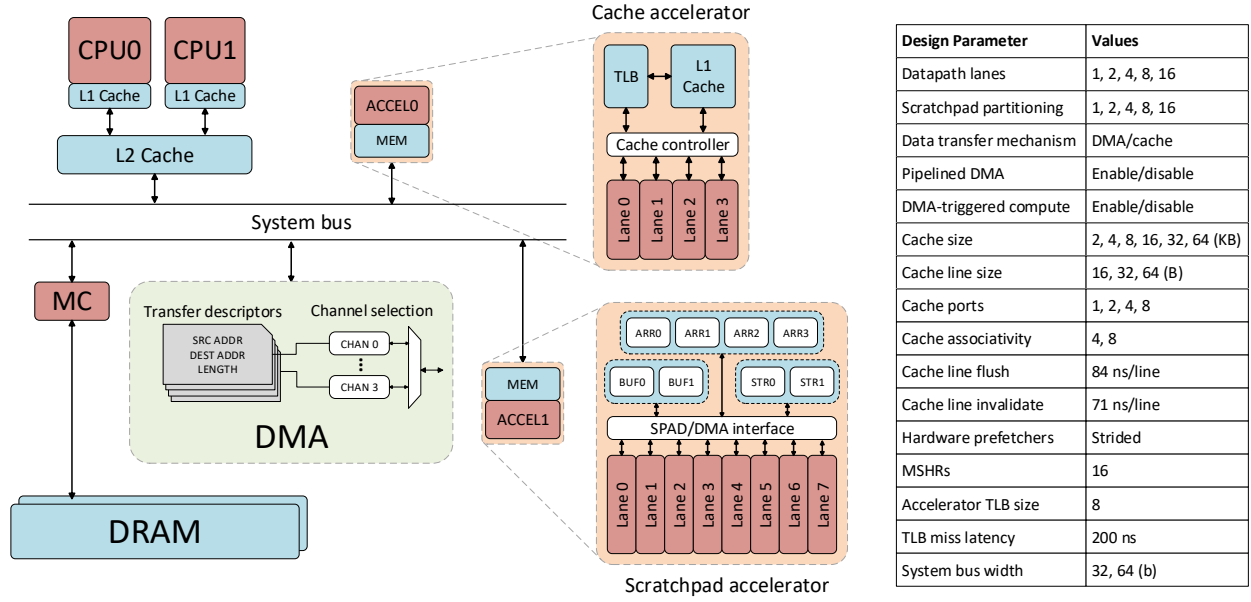 Cache accelerator
CPU0
CPU1
L1 Cache
L1 Cache
L2 Cache
ACCEL0
MEM
TLB
L1
Cache
Cache controller
Lane 0
Lane 1
Lane 2
Lane 3
System bus
MC
Transfer descriptors
Channel selection
SRC ADDR
DEST ADDR
LENGTH
CHAN 0
CHAN 3
DMA
DRAM
MEM
ACCEL1
ARR0
ARR1
ARR2
ARR3
BUF0
BUF1
STR0
STR1
SPAD/DMA interface
Lane 0
Lane 1
Lane 2
Lane 3
Lane 4
Lane 5
Lane 6
Lane 7
Scratchpad accelerator
Design Parameter Values
Datapath lanes 1, 2, 4, 8, 16
Scratchpad partitioning 1, 2, 4, 8, 16
Data transfer mechanism DMA/cache
Pipelined DMA Enable/disable
DMA-triggered compute Enable/disable
Cache size 2, 4, 8, 16, 32, 64 (KB)
Cache line size 16, 32, 64 (B)
Cache ports 1, 2, 4, 8
Cache associativity 4, 8
Cache line flush 84 ns/line
Cache line invalidate 71 ns/line
Hardware prefetchers Strided
MSHRs 16
Accelerator TLB size 8
TLB miss latency 200 ns
System bus width 32, 64 (b)